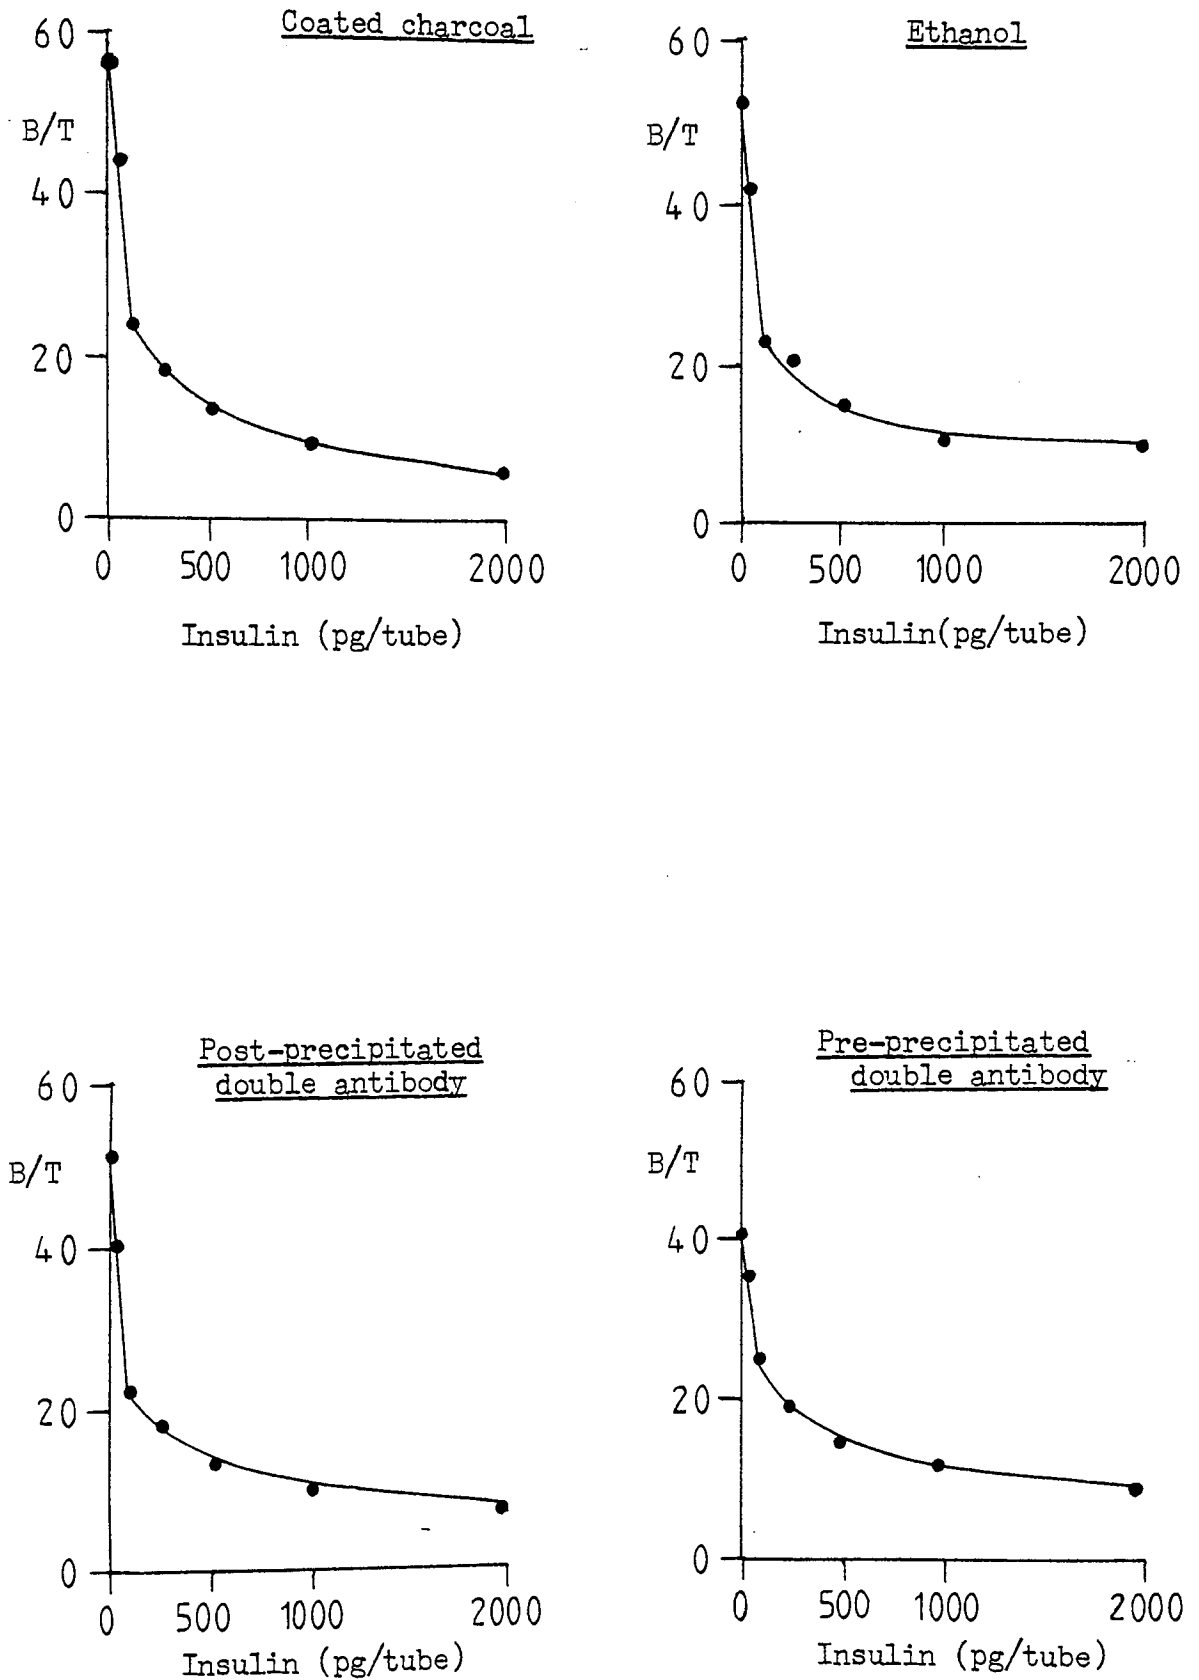 Coated charcoal
60
B/T
40
20
0
0 500 1000 2000
Insulin (pg/tube)
Ethanol
60
B/T
40
20
0
0 500 1000 2000
Insulin(pg/tube)
Post-precipitated
double antibody
60
B/T
40
20
0
0 500 1000 2000
Insulin (pg/tube)
Pre-precipitated
double antibody
60
B/T
40
20
0
0 500 1000 2000
Insulin (pg/tube)